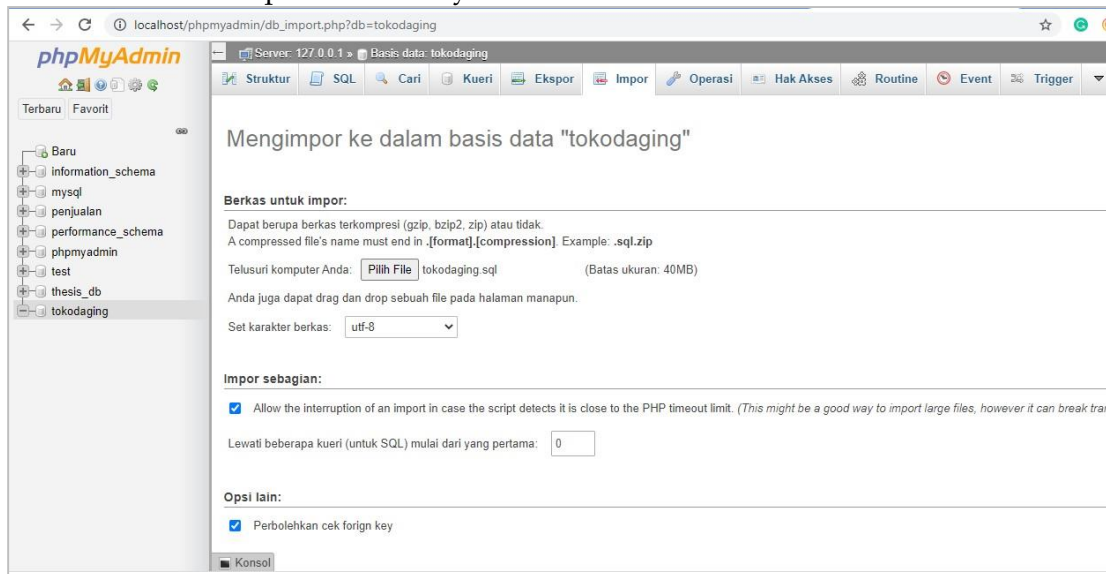 localhost/phpmyadmin/db_import.php?db=tokodaging
phpMyAdmin
Terbaru Favorit
Baru
information_schema
mysql
penjualan
performance_schema
phpmyadmin
test
thesis_db
tokodaging
Server: 127.0.0.1 » Basis data: tokodaging
Struktur SQL Cari Kueri Ekspor Impor Operasi Hak Akses Routine Event Trigger
Mengimpor ke dalam basis data "tokodaging"
Berkas untuk impor:
Dapat berupa berkas terkompresi (gzip, bzip2, zip) atau tidak.
A compressed file's name must end in .[format].[compression]. Example: .sql.zip
Telusuri komputer Anda: Pilih File tokodaging.sql (Batas ukuran: 40MB)
Anda juga dapat drag dan drop sebuah file pada halaman manapun.
Set karakter berkas: utf-8
Impor sebagian:
Allow the interruption of an import in case the script detects it is close to the PHP timeout limit. (This might be a good way to import large files, however it can break tra
Lewati beberapa kueri (untuk SQL) mulai dari yang pertama: 0
Opsi lain:
Perbolehkan cek forign key
Konsol